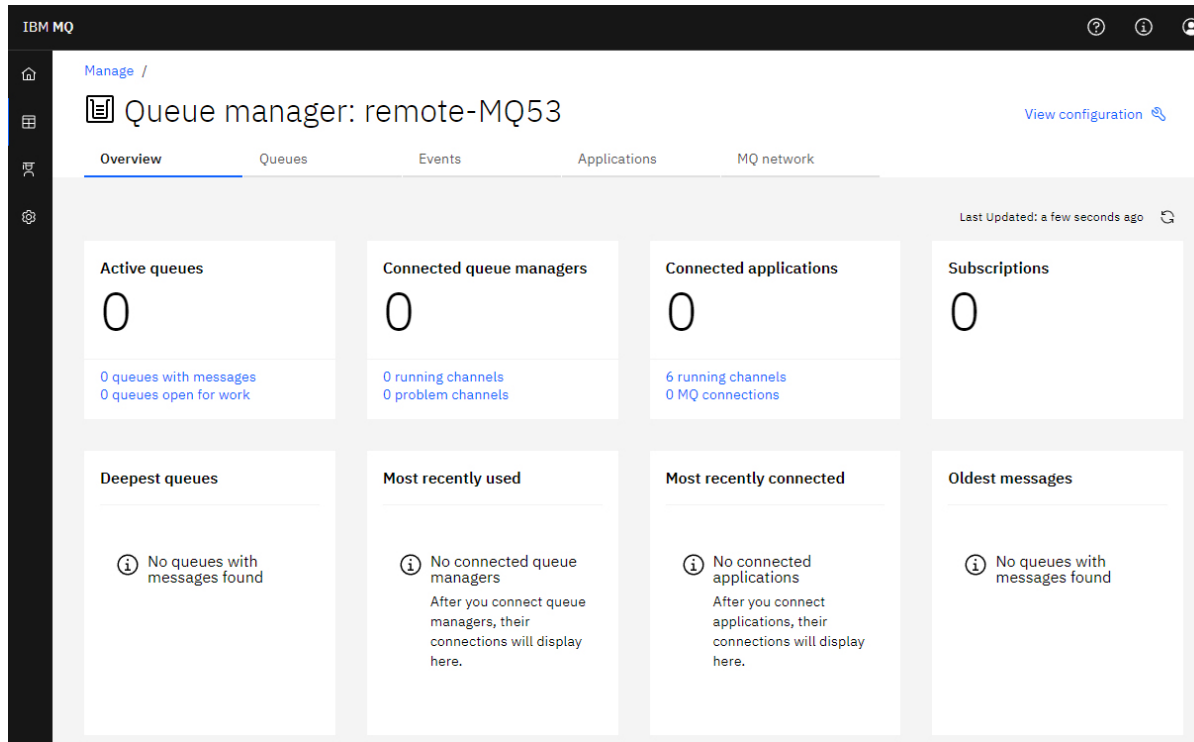 IBM MQ
Manage /
Queue manager: remote-MQ53
View configuration
Overview Queues Events Applications MQ network
Last Updated: a few seconds ago
Active queues
0
0 queues with messages
0 queues open for work
Connected queue managers
0
0 running channels
0 problem channels
Connected applications
0
6 running channels
0 MQ connections
Subscriptions
0
Deepest queues
No queues with
messages found
Most recently used
No connected queue
managers
After you connect queue
managers, their
connections will display
here.
Most recently connected
No connected
applications
After you connect
applications, their
connections will display
here.
Oldest messages
No queues with
messages found